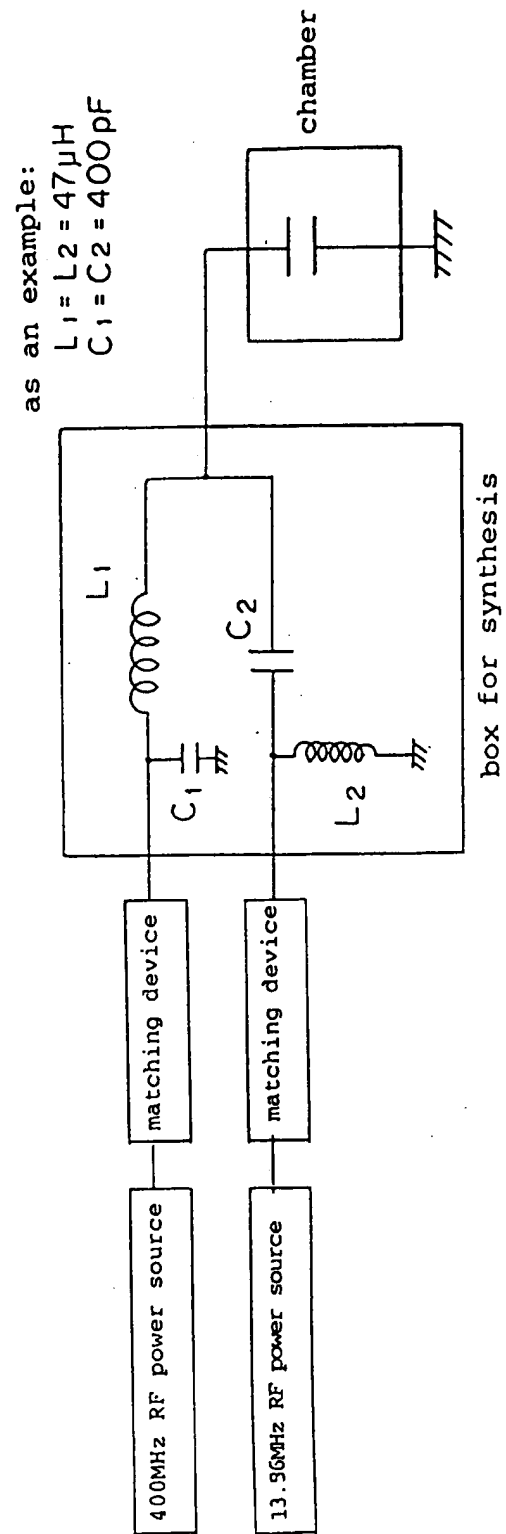 as an example:
L1 = L2 = 47μH
C1 = C2 = 400pF
chamber
L1
C1
C2
L2
box for synthesis
matching device
matching device
400MHz RF power source
13.56MHz RF power source